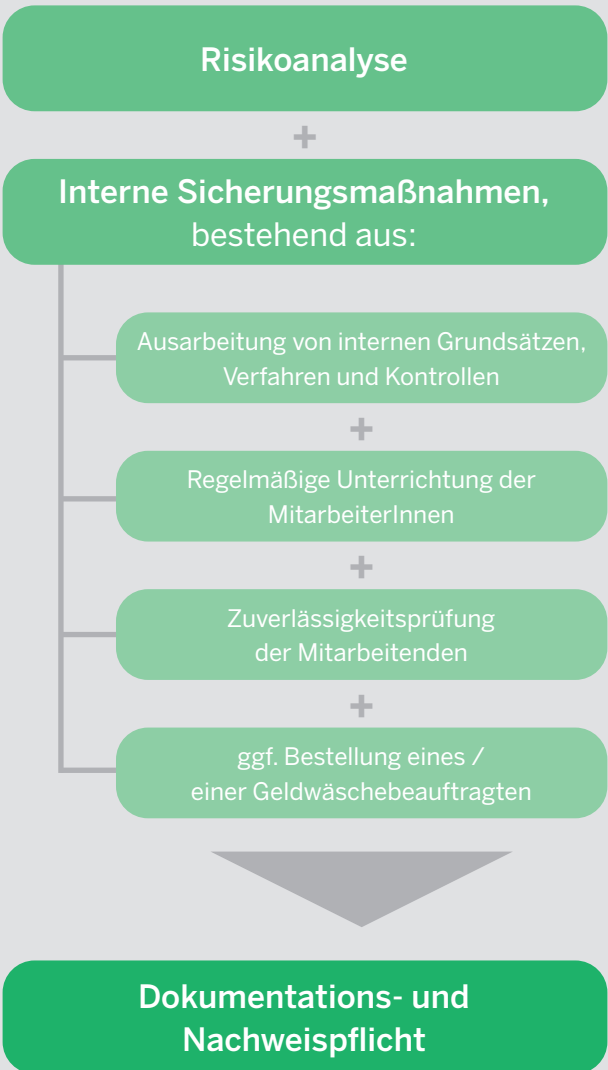 Risikoanalyse
+
Interne Sicherungsmaßnahmen,
bestehend aus:
Ausarbeitung von internen Grundsätzen,
Verfahren und Kontrollen
+
Regelmäßige Unterrichtung der
MitarbeiterInnen
+
Zuverlässigkeitsprüfung
der Mitarbeitenden
+
ggf. Bestellung eines /
einer Geldwäschebeauftragten
Dokumentations- und
Nachweispflicht